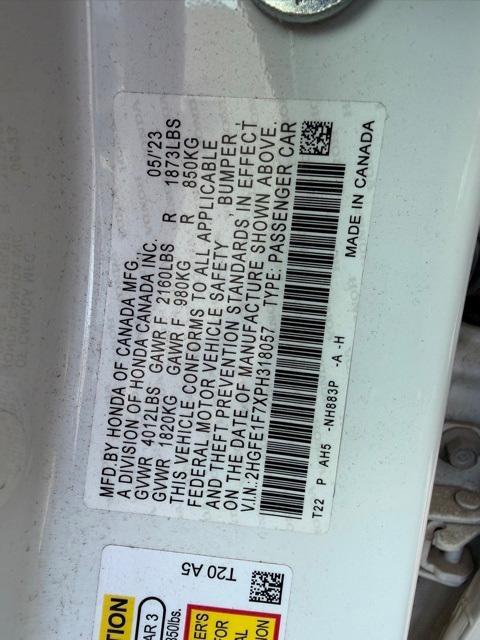 MFD.BY HONDA OF CANADA MFG. 05/23
A DIVISION OF HONDA CANADA INC.
GVWR 4012LBS GAWR F 2160LBS R 1873LBS
GVWR 1820KG GAWR F 980KG R 850KG
THIS VEHICLE CONFORMS TO ALL APPLICABLE
FEDERAL MOTOR VEHICLE SAFETY , BUMPER ,
AND THEFT PREVENTION STANDARDS IN EFFECT
ON THE DATE OF MANUFACTURE SHOWN ABOVE.
V.I.N.:2HGFE1F7XPH318057 TYPE: PASSENGER CAR
T22 P AH5 -NH883P -A -H MADE IN CANADA
T20 A5